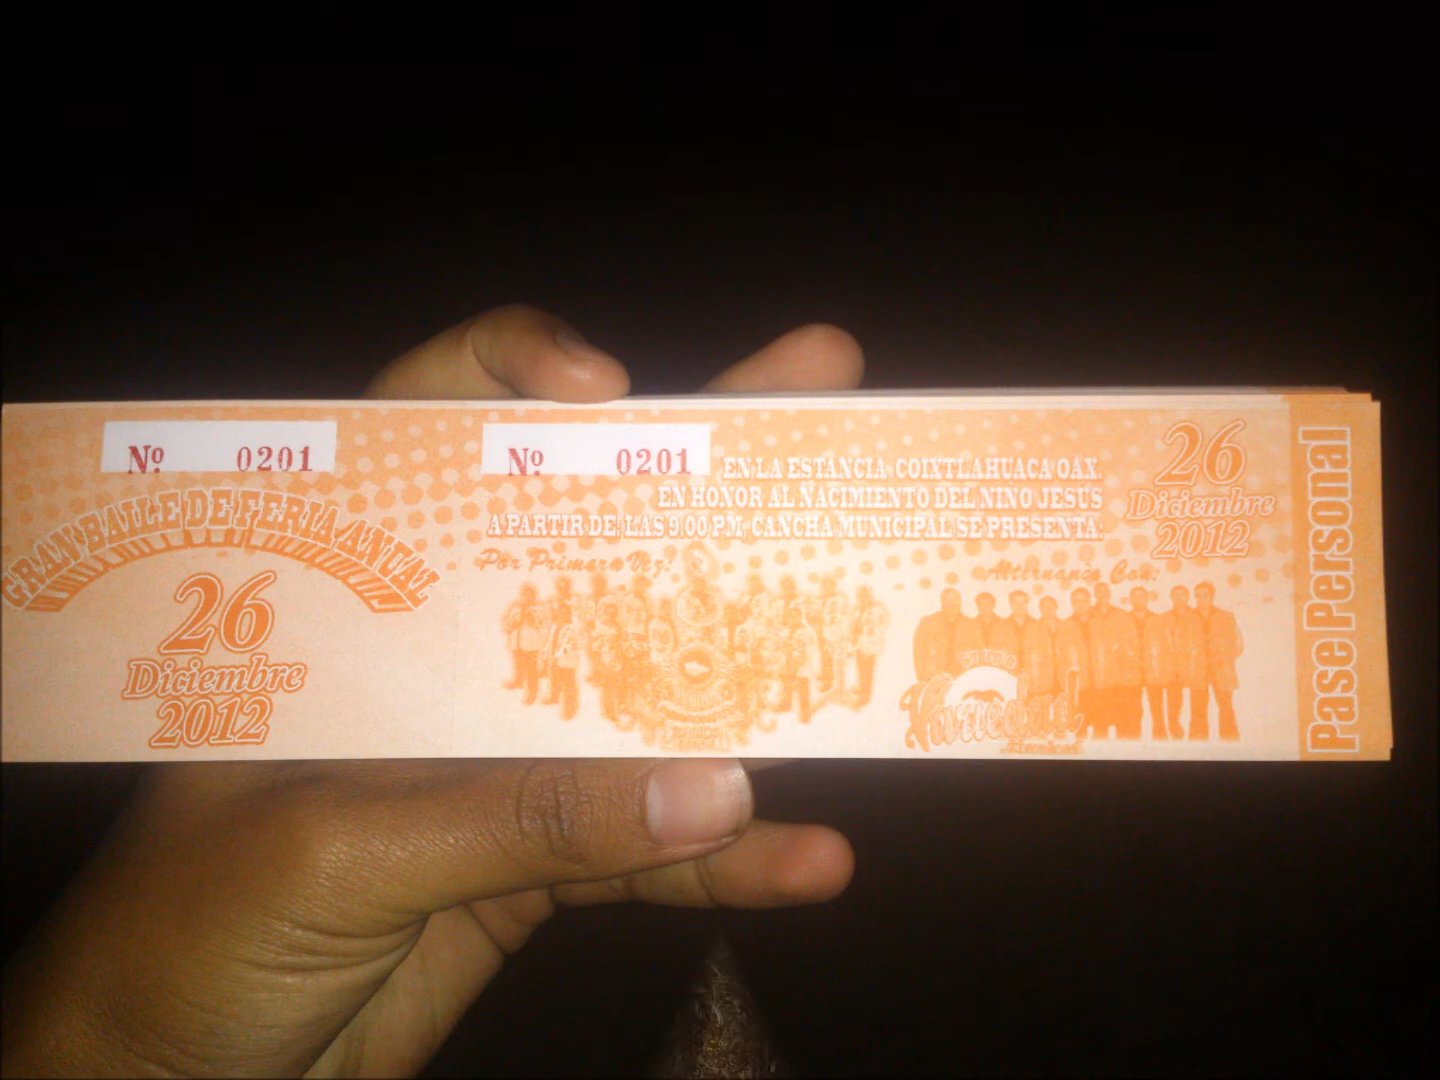 Nº 0201
GRAN BAILE DE FERIA ANUAL
26
Diciembre
2012
Nº 0201
EN LA ESTANCIA COIXTLAHUACA OAX.
EN HONOR AL NACIMIENTO DEL NINO JESUS
A PARTIR DE LAS 9.00 PM, CANCHA MUNICIPAL SE PRESENTA:
Por Primera Vez!
Alternance Con:
Variedad
26
Diciembre
2012
Pase Personal